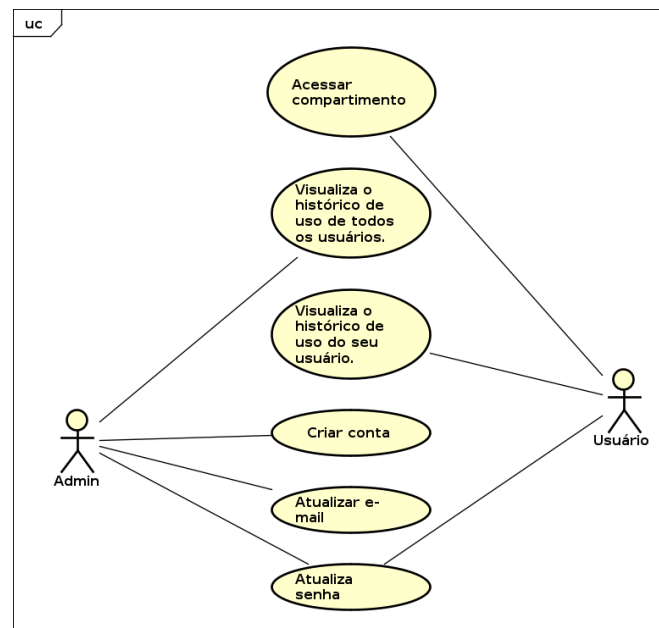 uc
Acessar
compartimento
Visualiza o
histórico de
uso de todos
os usuários.
Visualiza o
histórico de
uso do seu
usuário.
Criar conta
Admin
Usuário
Atualizar e-
mail
Atualiza
senha